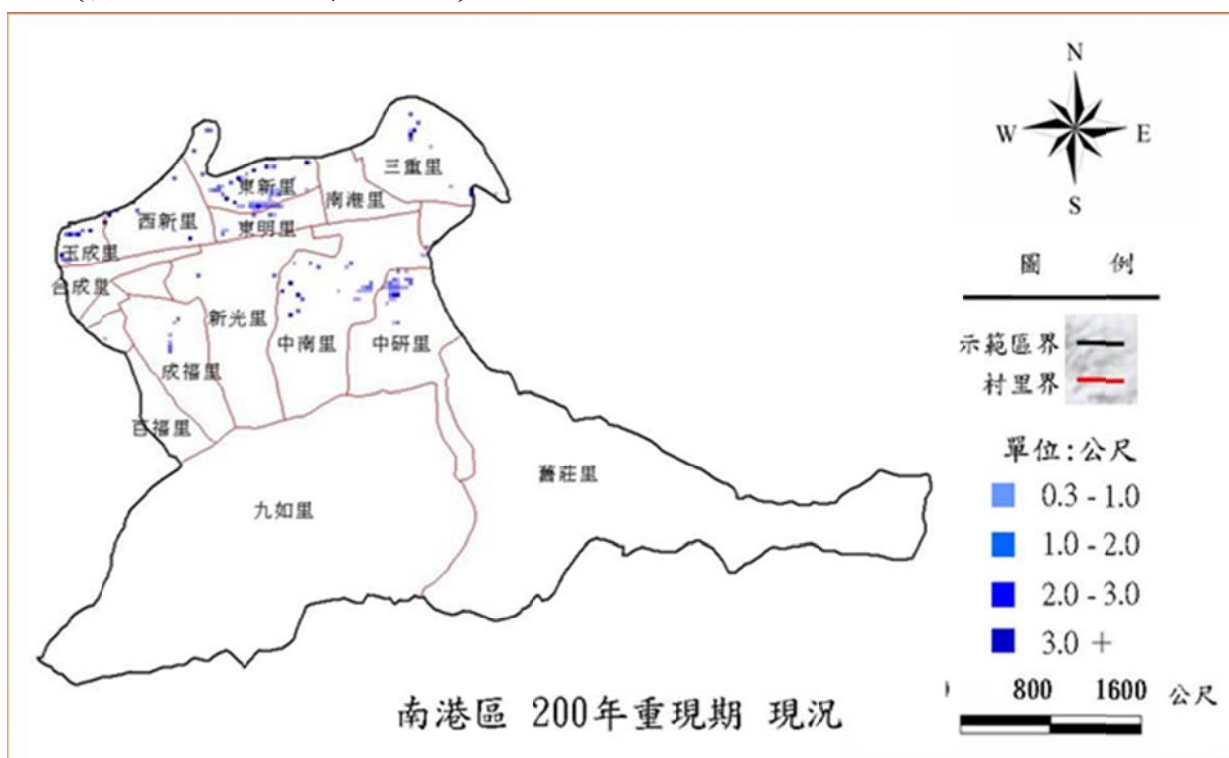 N
W
E
S
三重里
東新里
南港里
西新里
東明里
玉成里
合成里
新光里
中南里
中研里
成福里
百福里
舊莊里
九如里
圖 例
示範區界
村里界
單位:公尺
0.3 - 1.0
1.0 - 2.0
2.0 - 3.0
3.0 +
800 1600 公尺
南港區 200年重現期 現況